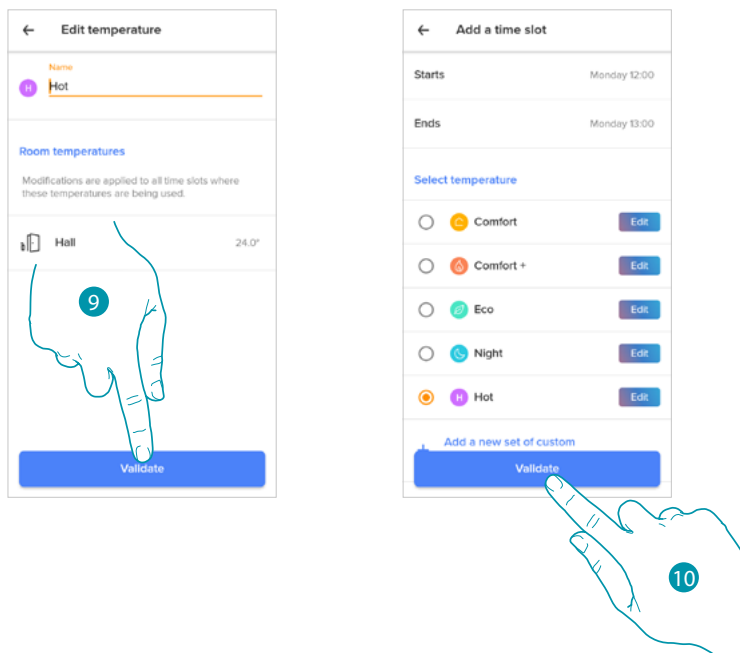 Edit temperature
Name
H
Hot
Room temperatures
Modifications are applied to all time slots where
these temperatures are being used.
Hall 24.0°
9
Validate
Add a time slot
Starts Monday 12:00
Ends Monday 13:00
Select temperature
Comfort Edit
Comfort + Edit
Eco Edit
Night Edit
H Hot Edit
+ Add a new set of custom
Validate
10